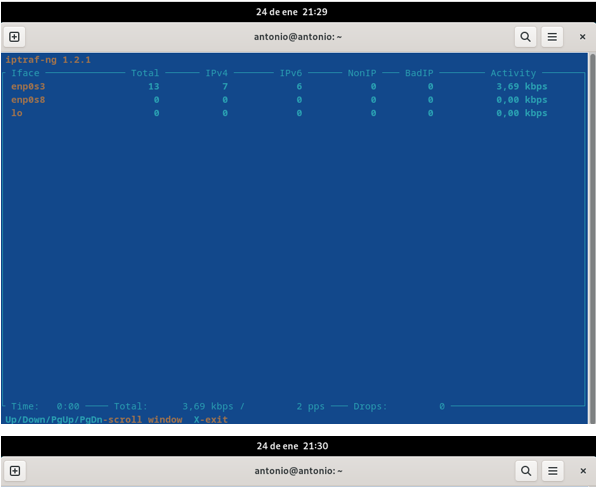 24 de ene 21:29
antonio@antonio: ~
iptraf-ng 1.2.1
Iface Total IPv4 IPv6 NonIP BadIP Activity
enp0s3 13 7 6 0 0 3,69 kbps
enp0s8 0 0 0 0 0 0,00 kbps
lo 0 0 0 0 0 0,00 kbps
Time: 0:00 Total: 3,69 kbps / 2 pps Drops: 0
Up/Down/PgUp/PgDn-scroll window X-exit
24 de ene 21:30
antonio@antonio: ~